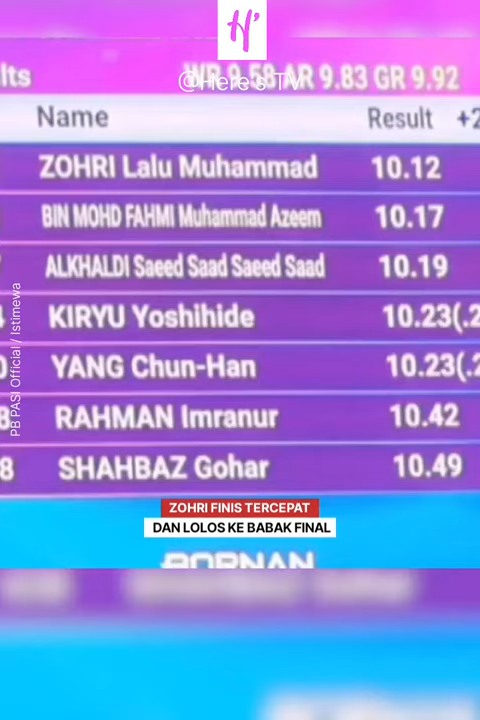 H'
lts
WR 9.58 AR 9.83 GR 9.92
@Here's TV
Name Result +2
ZOHRI Lalu Muhammad 10.12
BIN MOHD FAHMI Muhammad Azeem 10.17
ALKHALDI Saeed Saad Saeed Saad 10.19
KIRYU Yoshihide 10.23(.2
YANG Chun-Han 10.23(.2
RAHMAN Imranur 10.42
8 SHAHBAZ Gohar 10.49
PB PASI Official / Istimewa
ZOHRI FINIS TERCEPAT
DAN LOLOS KE BABAK FINAL